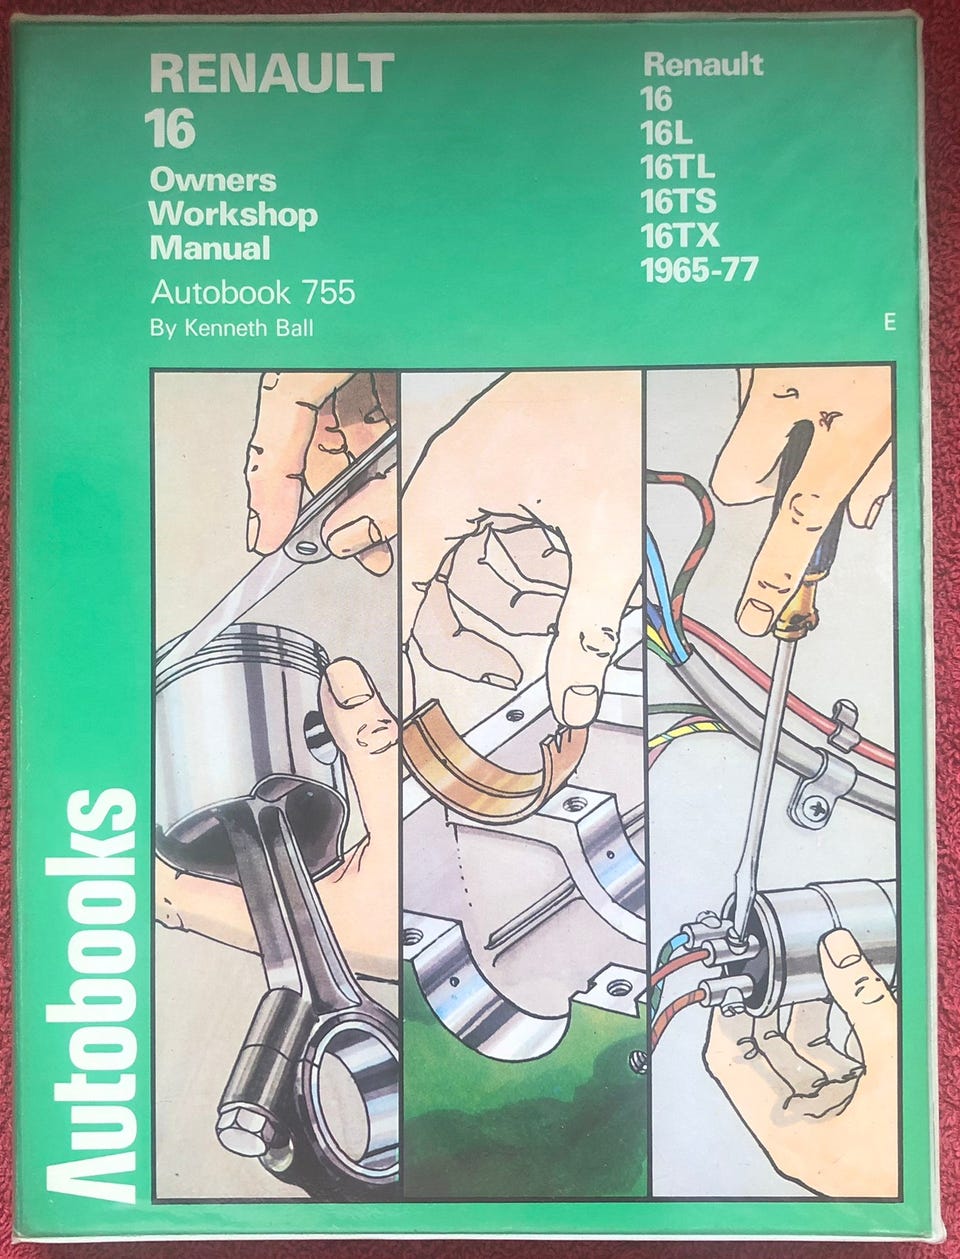 RENAULT
16
Owners
Workshop
Manual
Autobook 755
By Kenneth Ball
Renault
16
16L
16TL
16TS
16TX
1965-77
E
Autobooks